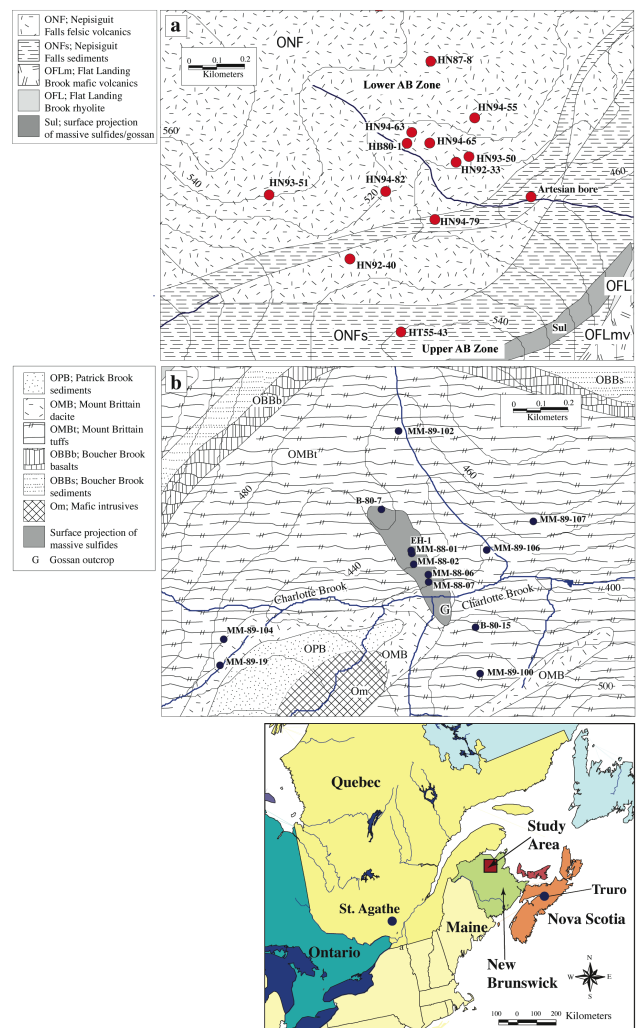 ONF; Nepisiguit
Falls felsic volcanics
ONFs; Nepisiguit
Falls sediments
OFLm; Flat Landing
Brook mafic volcanics
OFL; Flat Landing
Brook rhyolite
Sul; surface projection
of massive sulfides/gossan
a
ONF
0 0.1 0.2
Kilometers
HN87-8
Lower AB Zone
HN94-55
HN94-63
HB80-1
HN94-65
HN93-50
HN92-33
560
540
460
HN93-51
HN94-82
520
Artesian bore
HN94-79
HN92-40
OFL
540
Sul
HT55-43
ONFs
OFLmv
Upper AB Zone
OPB; Patrick Brook
sediments
OMB; Mount Brittain
dacite
OMBt; Mount Brittain
tuffs
OBBb; Boucher Brook
basalts
OBBs; Boucher Brook
sediments
Om; Mafic intrusives
Surface projection of
massive sulfides
G Gossan outcrop
b
OBBs
OBBb
0 0.1 0.2
Kilometers
MM-89-102
OMBt
460
480
B-80-7
MM-89-107
EH-1
MM-88-01
MM-89-106
MM-88-02
440
MM-88-06
MM-88-07
400
Charlotte Brook
Charlotte Brook
G
MM-89-104
B-80-15
OPB
OMB
MM-89-19
MM-89-100
OMB
Om
500
Quebec
Study
Area
Truro
St. Agathe
Nova Scotia
Maine
Ontario
New
Brunswick
N
W E
S
100 0 100 200 Kilometers